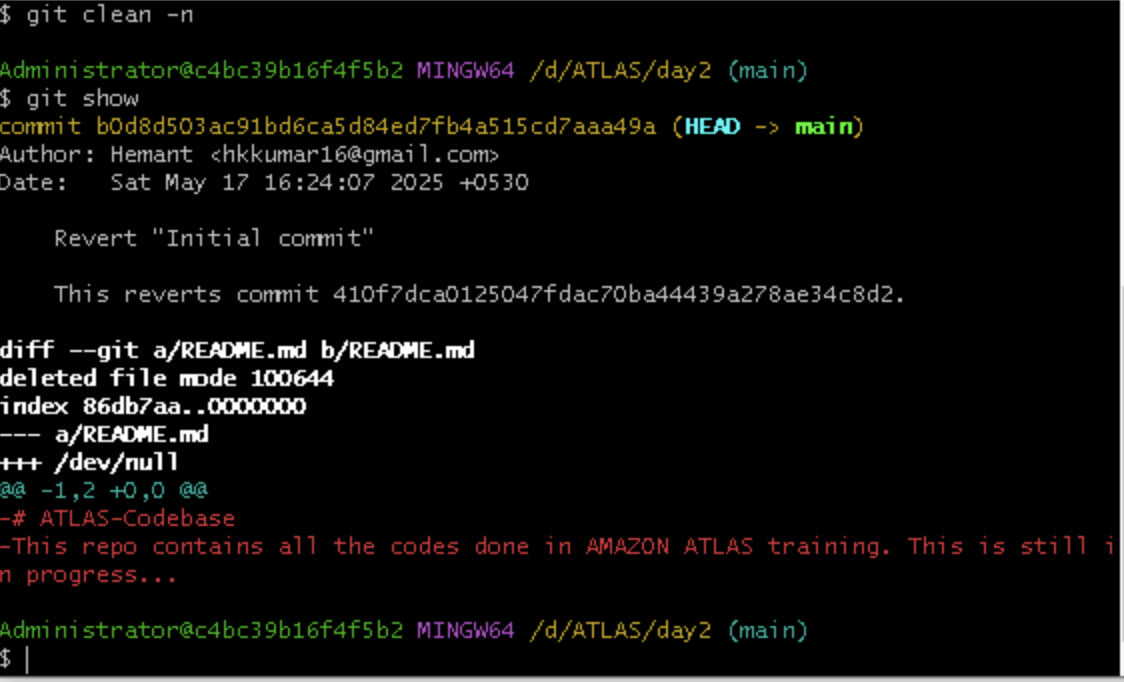 $ git clean -n

Administrator@c4bc39b16f4f5b2 MINGW64 /d/ATLAS/day2 (main)
$ git show
commit b0d8d503ac91bd6ca5d84ed7fb4a515cd7aaa49a (HEAD -> main)
Author: Hemant <hkkumar16@gmail.com>
Date:   Sat May 17 16:24:07 2025 +0530

    Revert "Initial commit"

    This reverts commit 410f7dca0125047fdac70ba44439a278ae34c8d2.

diff --git a/README.md b/README.md
deleted file mode 100644
index 86db7aa..0000000
--- a/README.md
+++ /dev/null
@@ -1,2 +0,0 @@
-# ATLAS-Codebase
-This repo contains all the codes done in AMAZON ATLAS training. This is still i
n progress...

Administrator@c4bc39b16f4f5b2 MINGW64 /d/ATLAS/day2 (main)
$